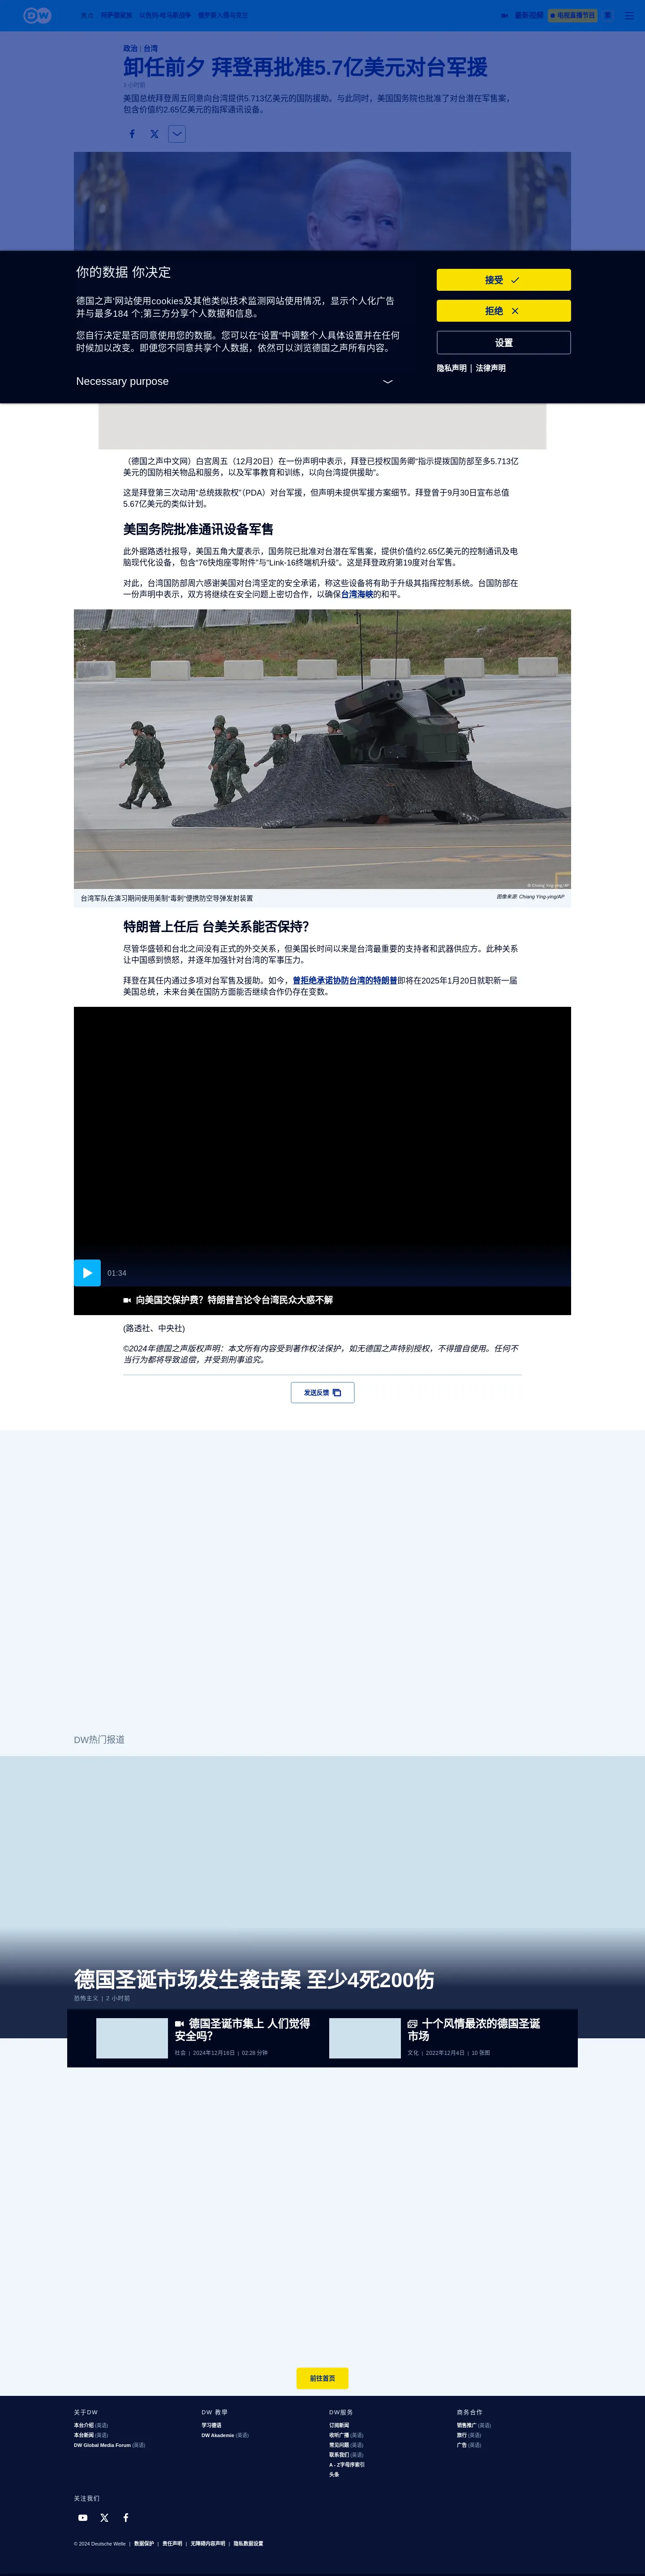 DW
焦点 阿萨德家族 以色列-哈马斯战争 俄罗斯入侵乌克兰
最新视频
电视直播节目
繁
政治 | 台湾
卸任前夕 拜登再批准5.7亿美元对台军援
美国总统拜登周五同意向台湾提供5.713亿美元的国防援助。与此同时，美国国务院也批准了对台潜在军售案，
包含价值约2.65亿美元的指挥通讯设备。
你的数据 你决定
德国之声'网站使用cookies及其他类似技术监测网站使用情况，显示个人化广告
并与最多184 个;第三方分享个人数据和信息。
您自行决定是否同意使用您的数据。您可以在“设置”中调整个人具体设置并在任何
时候加以改变。即便您不同意共享个人数据，依然可以浏览德国之声所有内容。
Necessary purpose
接受
拒绝
设置
隐私声明 | 法律声明
（德国之声中文网）白宫周五（12月20日）在一份声明中表示，拜登已授权国务卿“指示提拨国防部至多5.713亿
美元的国防相关物品和服务，以及军事教育和训练，以向台湾提供援助”。
这是拜登第三次动用“总统拨款权”（PDA）对台军援，但声明未提供军援方案细节。拜登曾于9月30日宣布总值
5.67亿美元的类似计划。
美国务院批准通讯设备军售
此外据路透社报导，美国五角大厦表示，国务院已批准对台潜在军售案，提供价值约2.65亿美元的控制通讯及电
脑现代化设备，包含“76快炮座零附件”与“Link-16终端机升级”。这是拜登政府第19度对台军售。
对此，台湾国防部周六感谢美国对台湾坚定的安全承诺，称这些设备将有助于升级其指挥控制系统。台国防部在
一份声明中表示，双方将继续在安全问题上密切合作，以确保台湾海峡的和平。
© Chiang Ying-ying/AP
台湾军队在演习期间使用美制“毒刺”便携防空导弹发射装置
图像来源: Chiang Ying-ying/AP
特朗普上任后 台美关系能否保持？
尽管华盛顿和台北之间没有正式的外交关系，但美国长时间以来是台湾最重要的支持者和武器供应方。此种关系
让中国感到愤怒，并逐年加强针对台湾的军事压力。
拜登在其任内通过多项对台军售及援助。如今，曾拒绝承诺协防台湾的特朗普即将在2025年1月20日就职新一届
美国总统，未来台美在国防方面能否继续合作仍存在变数。
01:34
向美国交保护费？特朗普言论令台湾民众大惑不解
(路透社、中央社)
©2024年德国之声版权声明：本文所有内容受到著作权法保护，如无德国之声特别授权，不得擅自使用。任何不
当行为都将导致追偿，并受到刑事追究。
发送反馈
DW热门报道
德国圣诞市场发生袭击案 至少4死200伤
恐怖主义 | 2 小时前
德国圣诞市集上 人们觉得
安全吗？
社会 | 2024年12月16日 | 02:28 分钟
十个风情最浓的德国圣诞
市场
文化 | 2022年12月4日 | 10 张图
前往首页
关于DW
本台介绍 (英语)
本台新闻 (英语)
DW Global Media Forum (英语)
DW 教學
学习德语
DW Akademie (英语)
DW服务
订阅新闻
收听广播 (英语)
常见问题 (英语)
联系我们 (英语)
A - Z字母序索引
头条
商务合作
销售推广 (英语)
旅行 (英语)
广告 (英语)
关注我们
© 2024 Deutsche Welle | 数据保护 | 责任声明 | 无障碍内容声明 | 隐私数据设置